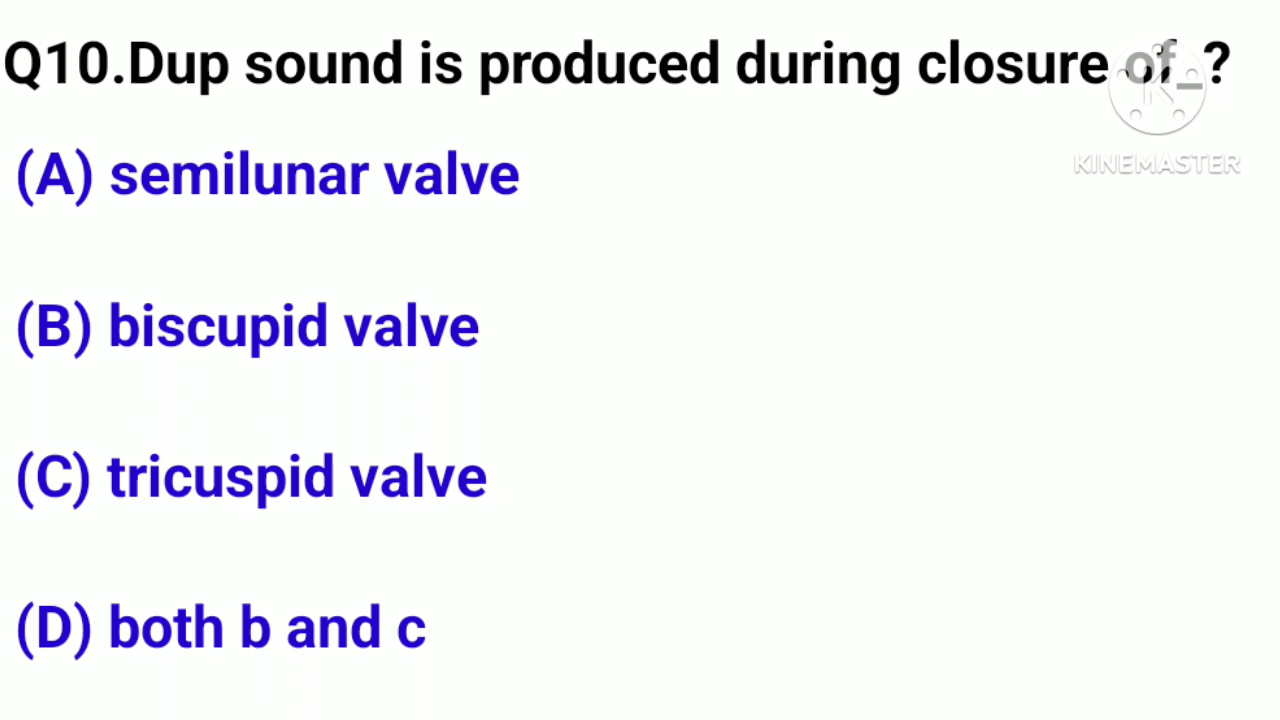 Q10.Dup sound is produced during closure of ?
KINEMASTER
(A) semilunar valve
(B) biscupid valve
(C) tricuspid valve
(D) both b and c